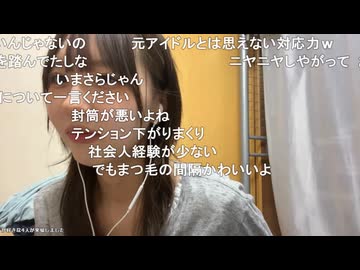 いんじゃないの
元アイドルとは思えない対応力ｗ
を踏んでたしな
ニヤニヤしやがって
いまさらじゃん
について一言ください
封筒が悪いよね
テンション下がりまくり
社会人経験が少ない
でもまつ毛の間隔かわいいよ